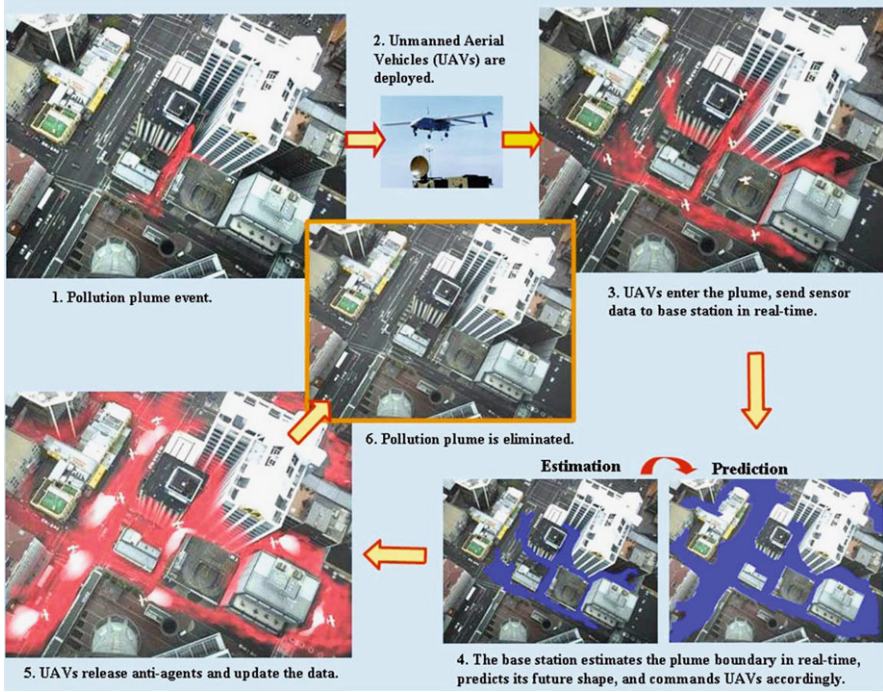 1. Pollution plume event.
2. Unmanned Aerial
Vehicles (UAVs) are
deployed.
3. UAVs enter the plume, send sensor
data to base station in real-time.
Estimation
Prediction
4. The base station estimates the plume boundary in real-time,
predicts its future shape, and commands UAVs accordingly.
5. UAVs release anti-agents and update the data.
6. Pollution plume is eliminated.